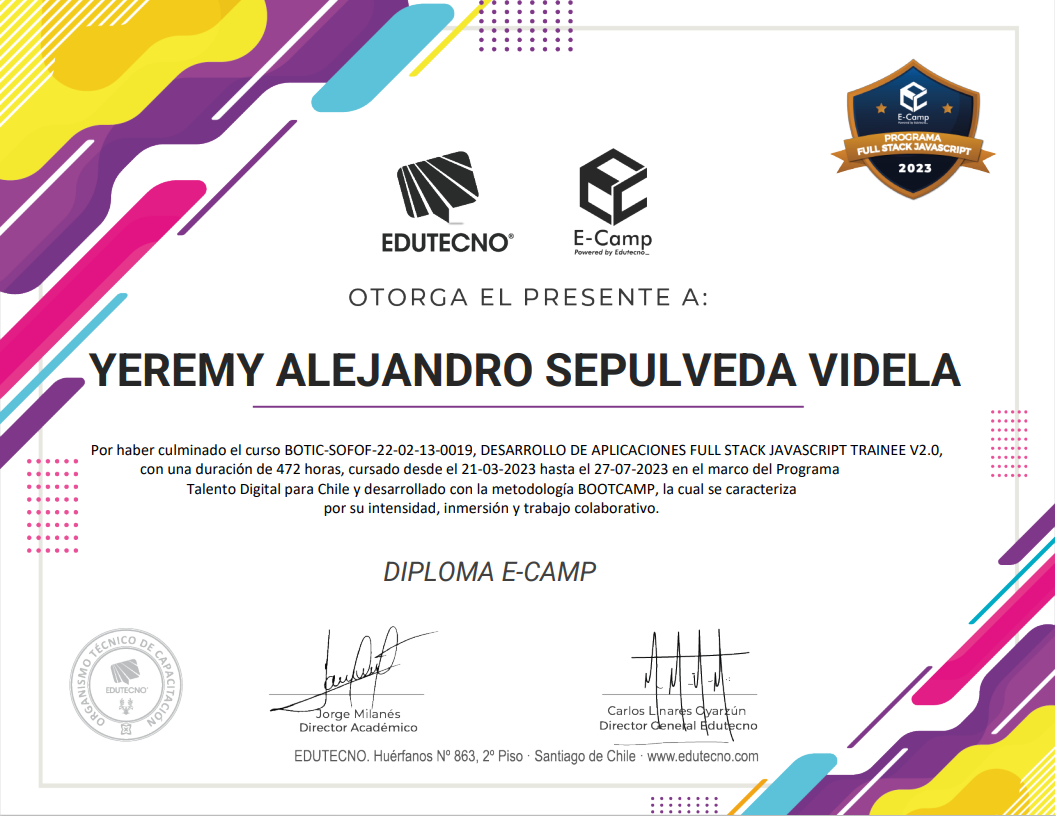 E-Camp
Powered by Edutecno_
PROGRAMA
FULL STACK JAVASCRIPT
2023
EDUTECNO®
E-Camp
Powered by Edutecno_
OTORGA EL PRESENTE A:
YEREMY ALEJANDRO SEPULVEDA VIDELA
Por haber culminado el curso BOTIC-SOFOF-22-02-13-0019, DESARROLLO DE APLICACIONES FULL STACK JAVASCRIPT TRAINEE V2.0,
con una duración de 472 horas, cursado desde el 21-03-2023 hasta el 27-07-2023 en el marco del Programa
Talento Digital para Chile y desarrollado con la metodología BOOTCAMP, la cual se caracteriza
por su intensidad, inmersión y trabajo colaborativo.
DIPLOMA E-CAMP
ORGANISMO TÉCNICO DE CAPACITACIÓN
EDUTECNO®
Jorge Milanés
Director Académico
Carlos Linares Oyarzún
Director General Edutecno
EDUTECNO. Huérfanos Nº 863, 2º Piso · Santiago de Chile · www.edutecno.com